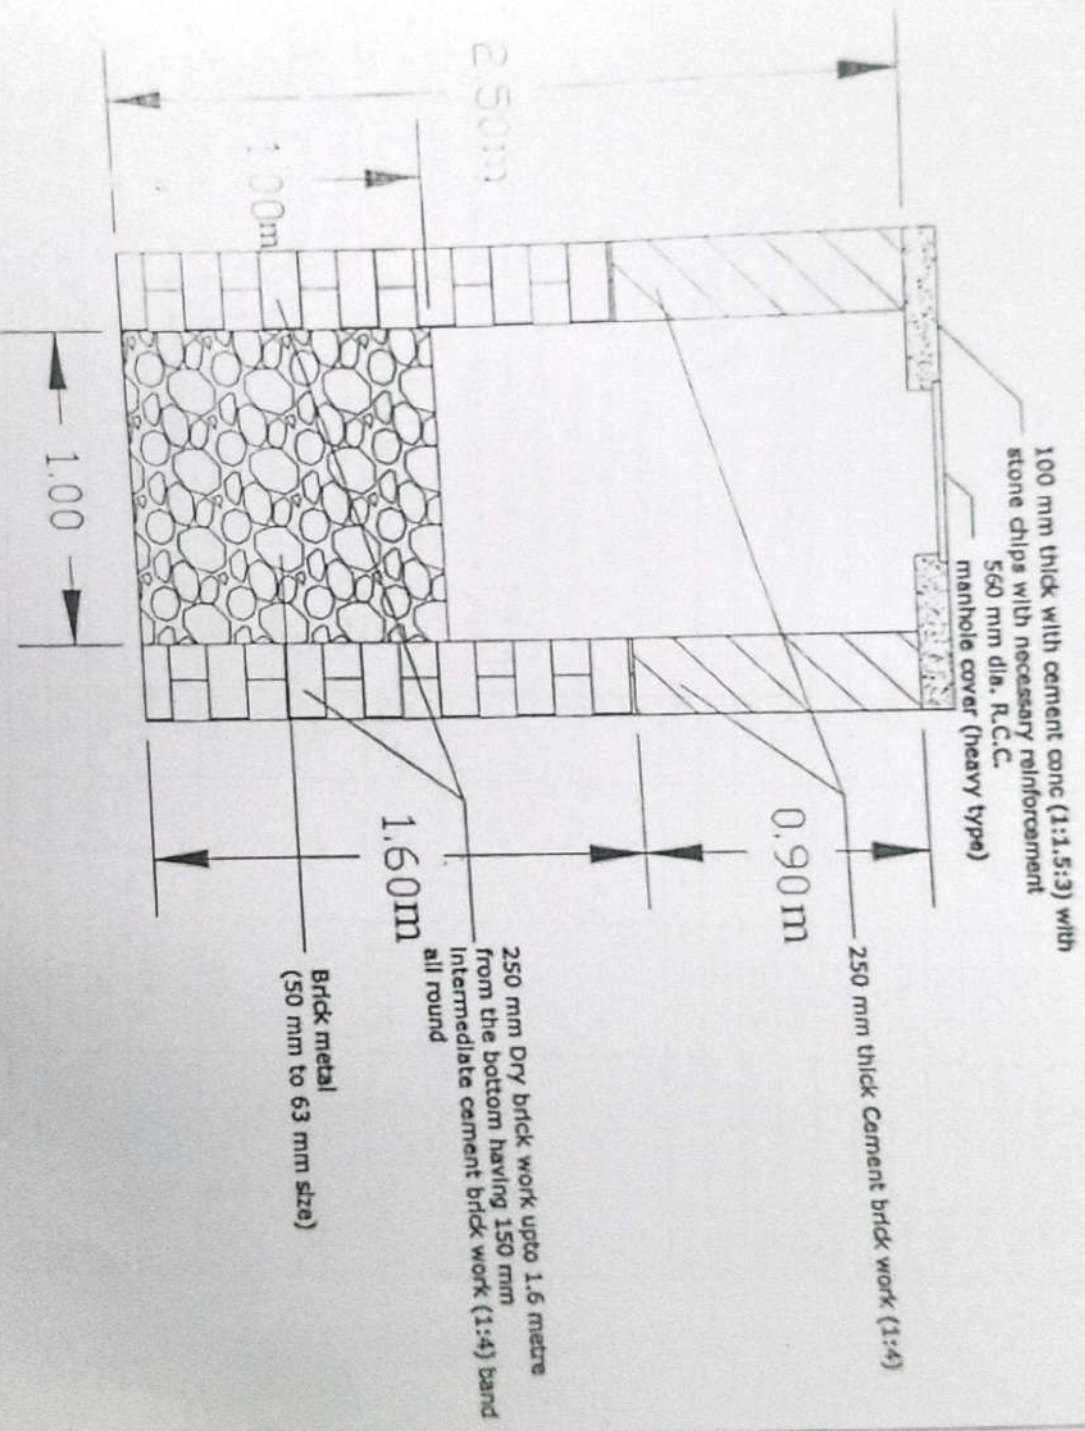 100 mm thick with cement conc (1:1.5:3) with
stone chips with necessary reinforcement
560 mm dia. R.C.C.
manhole cover (heavy type)
250 mm thick Cement brick work (1:4)
0.90m
2.50m
1.00m
1.60m
250 mm Dry brick work upto 1.6 metre
from the bottom having 150 mm
Intermediate cement brick work (1:4) band
all round
Brick metal
(50 mm to 63 mm size)
1.00